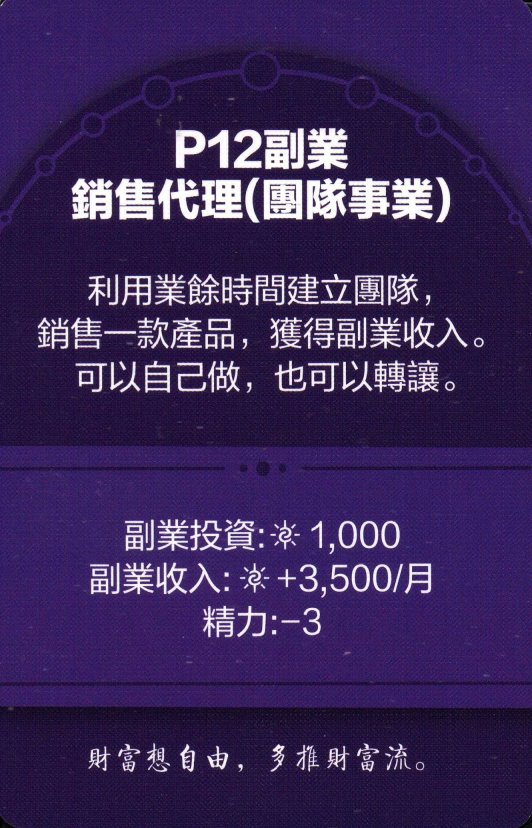 P12副業
銷售代理(團隊事業)
利用業餘時間建立團隊,
銷售一款產品,獲得副業收入。
可以自己做,也可以轉讓。
副業投資: 1,000
副業收入: +3,500/月
精力:-3
財富想自由,多推財富流。